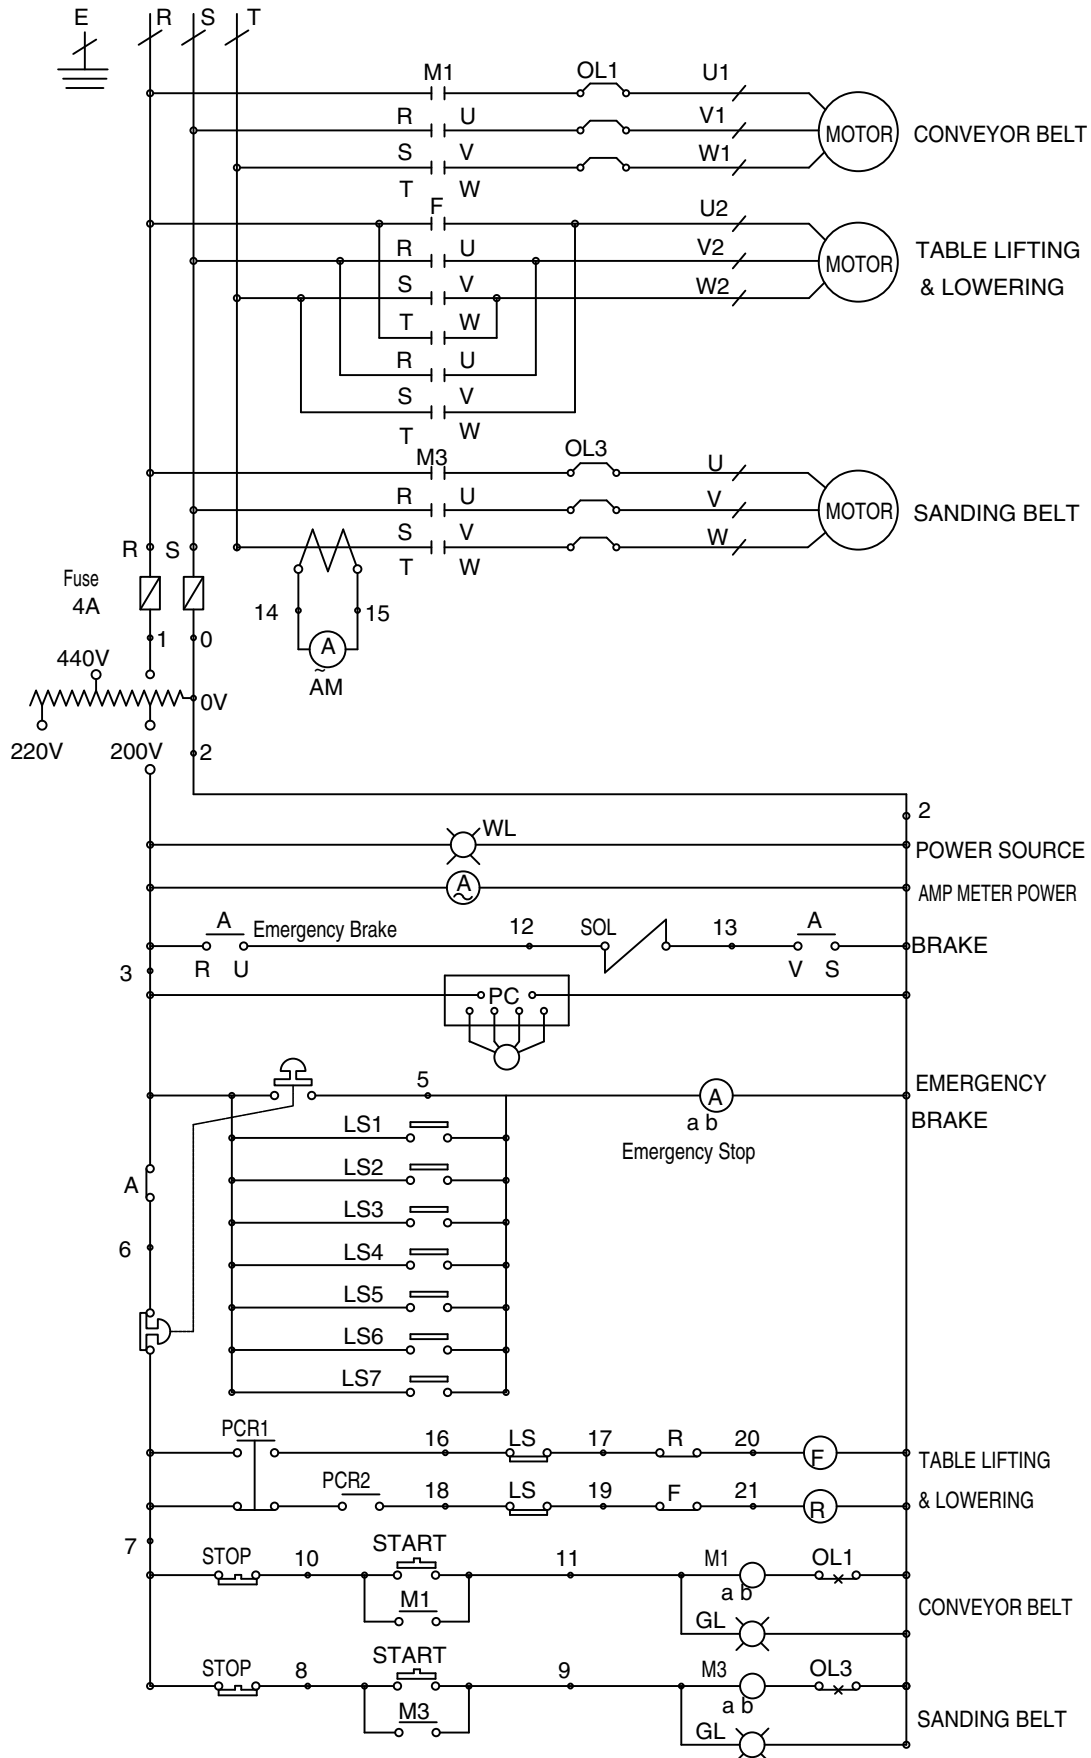 E R S T
M1 OL1 U1
R U V1
MOTOR CONVEYOR BELT
S V W1
T W
F U2
R U V2
TABLE LIFTING
MOTOR
S V W2
& LOWERING
T W
R U
S V
T W
M3 OL3 U
R U V
MOTOR SANDING BELT
S V W
T W
R S
Fuse
4A
14 15
1 0
A
~
AM
440V
0V
220V 200V 2
2
WL
POWER SOURCE
A
~
AMP METER POWER
A Emergency Brake 12 SOL 13 A
BRAKE
R U V S
3
PC
5 EMERGENCY
A
a b
BRAKE
Emergency Stop
LS1
LS2
A
LS3
6
LS4
LS5
LS6
LS7
PCR1 16 LS 17 R 20
F
TABLE LIFTING
PCR2 18 LS 19 F 21
R
& LOWERING
7
STOP 10 START 11 M1 OL1
a b
M1
GL
CONVEYOR BELT
STOP 8 START 9 M3 OL3
a b
M3
GL
SANDING BELT